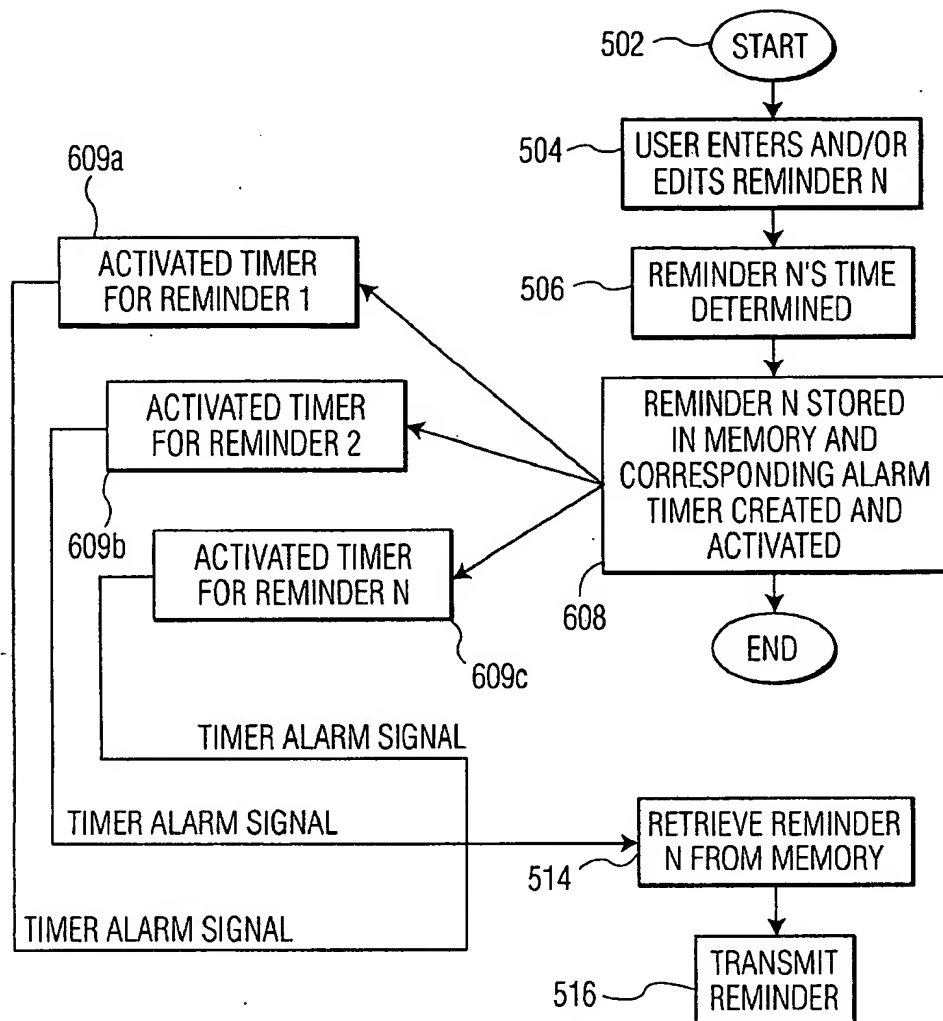 502
START
504
USER ENTERS AND/OR
EDITS REMINDER N
506
REMINDER N'S TIME
DETERMINED
609a
ACTIVATED TIMER
FOR REMINDER 1
ACTIVATED TIMER
FOR REMINDER 2
609b
ACTIVATED TIMER
FOR REMINDER N
609c
REMINDER N STORED
IN MEMORY AND
CORRESPONDING ALARM
TIMER CREATED AND
ACTIVATED
608
END
TIMER ALARM SIGNAL
TIMER ALARM SIGNAL
TIMER ALARM SIGNAL
RETRIEVE REMINDER
N FROM MEMORY
514
TRANSMIT
REMINDER
516